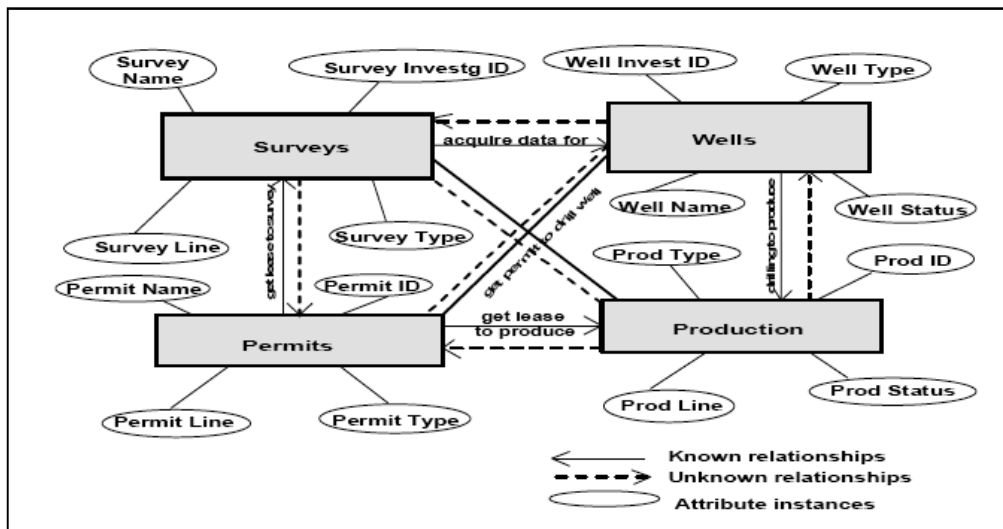 Survey
Name
Survey Investg ID
Well Invest ID
Well Type
Surveys
acquire data for
Wells
get lease to survey
get permit to drill well
drilling to produce
Survey Line
Survey Type
Well Name
Well Status
Permit Name
Permit ID
Prod Type
Prod ID
Permits
get lease
to produce
Production
Permit Line
Permit Type
Prod Line
Prod Status
Known relationships
Unknown relationships
Attribute instances